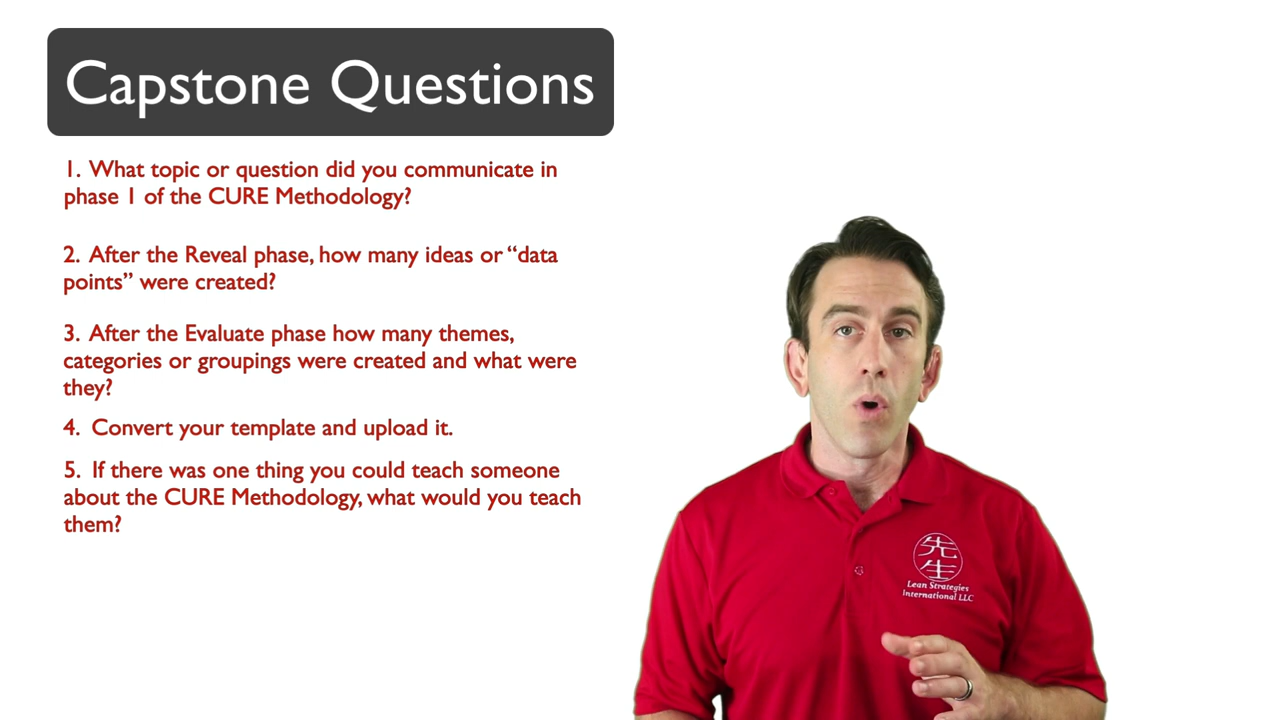 Capstone Questions
1. What topic or question did you communicate in
phase 1 of the CURE Methodology?
2. After the Reveal phase, how many ideas or “data
points” were created?
3. After the Evaluate phase how many themes,
categories or groupings were created and what were
they?
4. Convert your template and upload it.
5. If there was one thing you could teach someone
about the CURE Methodology, what would you teach
them?
先
生
Lean Strategies
International LLC